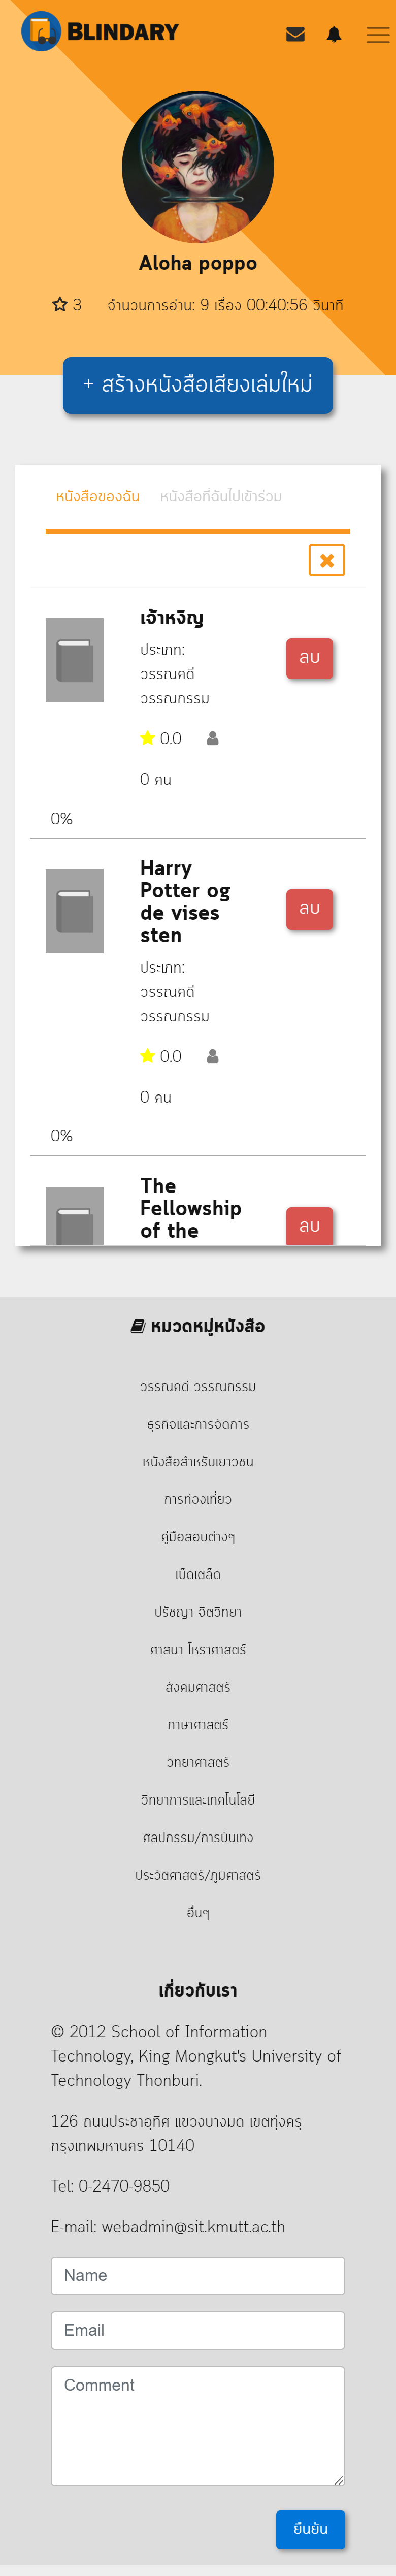 BLINDARY
Aloha poppo
3 จำนวนการอ่าน: 9 เรื่อง 00:40:56 วินาที
+ สร้างหนังสือเสียงเล่มใหม่
หนังสือของฉัน หนังสือที่ฉันไปเข้าร่วม
เจ้าหงิญ
ประเภท:
วรรณคดี
วรรณกรรม
ลบ
0.0
0 คน
0%
Harry
Potter og
de vises
sten
ลบ
ประเภท:
วรรณคดี
วรรณกรรม
0.0
0 คน
0%
The
Fellowship
of the
ลบ
หมวดหมู่หนังสือ
วรรณคดี วรรณกรรม
ธุรกิจและการจัดการ
หนังสือสำหรับเยาวชน
การท่องเที่ยว
คู่มือสอบต่างๆ
เบ็ดเตล็ด
ปรัชญา จิตวิทยา
ศาสนา โหราศาสตร์
สังคมศาสตร์
ภาษาศาสตร์
วิทยาศาสตร์
วิทยาการและเทคโนโลยี
ศิลปกรรม/การบันเทิง
ประวัติศาสตร์/ภูมิศาสตร์
อื่นๆ
เกี่ยวกับเรา
© 2012 School of Information
Technology, King Mongkut's University of
Technology Thonburi.
126 ถนนประชาอุทิศ แขวงบางมด เขตทุ่งครุ
กรุงเทพมหานคร 10140
Tel: 0-2470-9850
E-mail: webadmin@sit.kmutt.ac.th
Name
Email
Comment
ยืนยัน